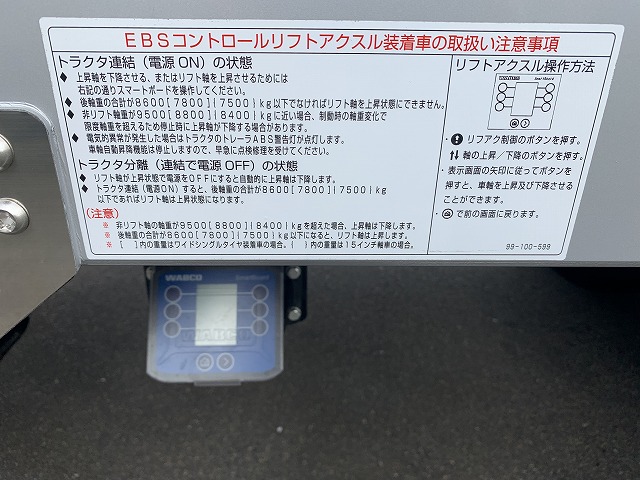 EBSコントロールリフトアクスル装着車の取扱い注意事項
トラクタ連結(電源ON)の状態
◆ 上昇軸を下降させる、またはリフト軸を上昇させるためには
右記の通りスマートボードを操作してください。
◆ 後軸重の合計が8600[7800]{7500}kg以下でなければリフト軸を上昇状態にできません。
◆ 非リフト軸重が9500[8800]{8400}kgに近い場合、制動時の軸重変化で
限度軸重を超えるため停止時に上昇軸が下降する場合があります。
◆ 電気的異常が発生した場合はトラクタのトレーラABS警告灯が点灯します。
車軸自動昇降機能は停止しますので、早急に点検修理を受けてください。
トラクタ分離(連結で電源OFF)の状態
◆ リフト軸が上昇状態で電源をOFFにすると自動的に上昇軸は下降します。
◆ トラクタ連結(電源ON)すると、後軸重の合計が8600[7800]{7500}kg
以下であればリフト軸は上昇状態になります。
(注意)
※ 非リフト軸の軸重が9500[8800]{8400}kgを超えた場合、上昇軸は下降します。
※ 後軸重の合計が8600[7800]{7500}kg以下になると、リフト軸は上昇します。
※ [ ]内の重量はワイドシングルタイヤ装着車の場合。{ }内の重量は15インチ軸車の場合。
リフトアクスル操作方法
WABCO SmartBoard
・ リフアク制御のボタンを押す。
⇅ 軸の上昇/下降のボタンを押す。
・表示画面の矢印に従ってボタンを
押すと、車軸を上昇及び下降させる
ことができます。
・ で前の画面に戻ります。
99-100-599
WABCO